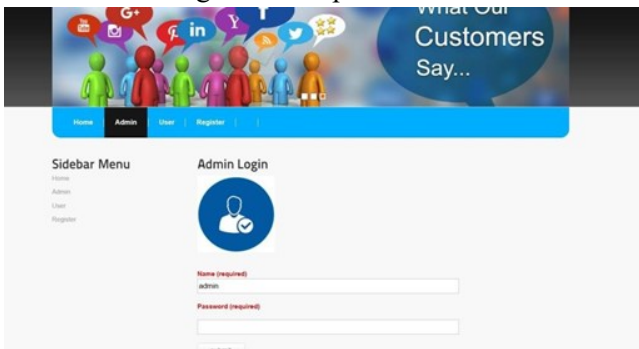 What Our
Customers
Say...
Home
Admin
User
Register
Sidebar Menu
Home
Admin
User
Register
Admin Login
Name (required)
admin
Password (required)